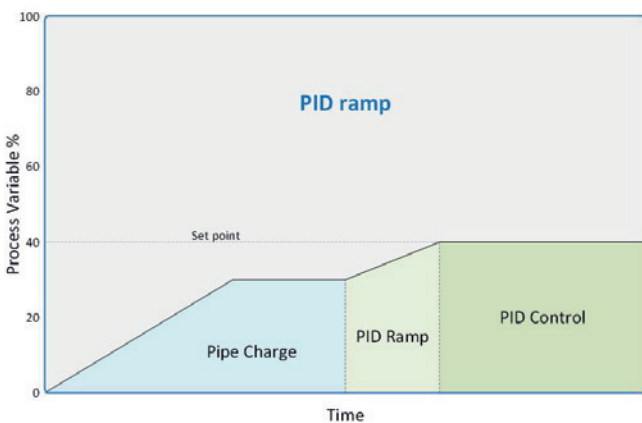 100
PID ramp
80
60
Process Variable %
Set point
40
20
Pipe Charge
PID Ramp
PID Control
0
Time